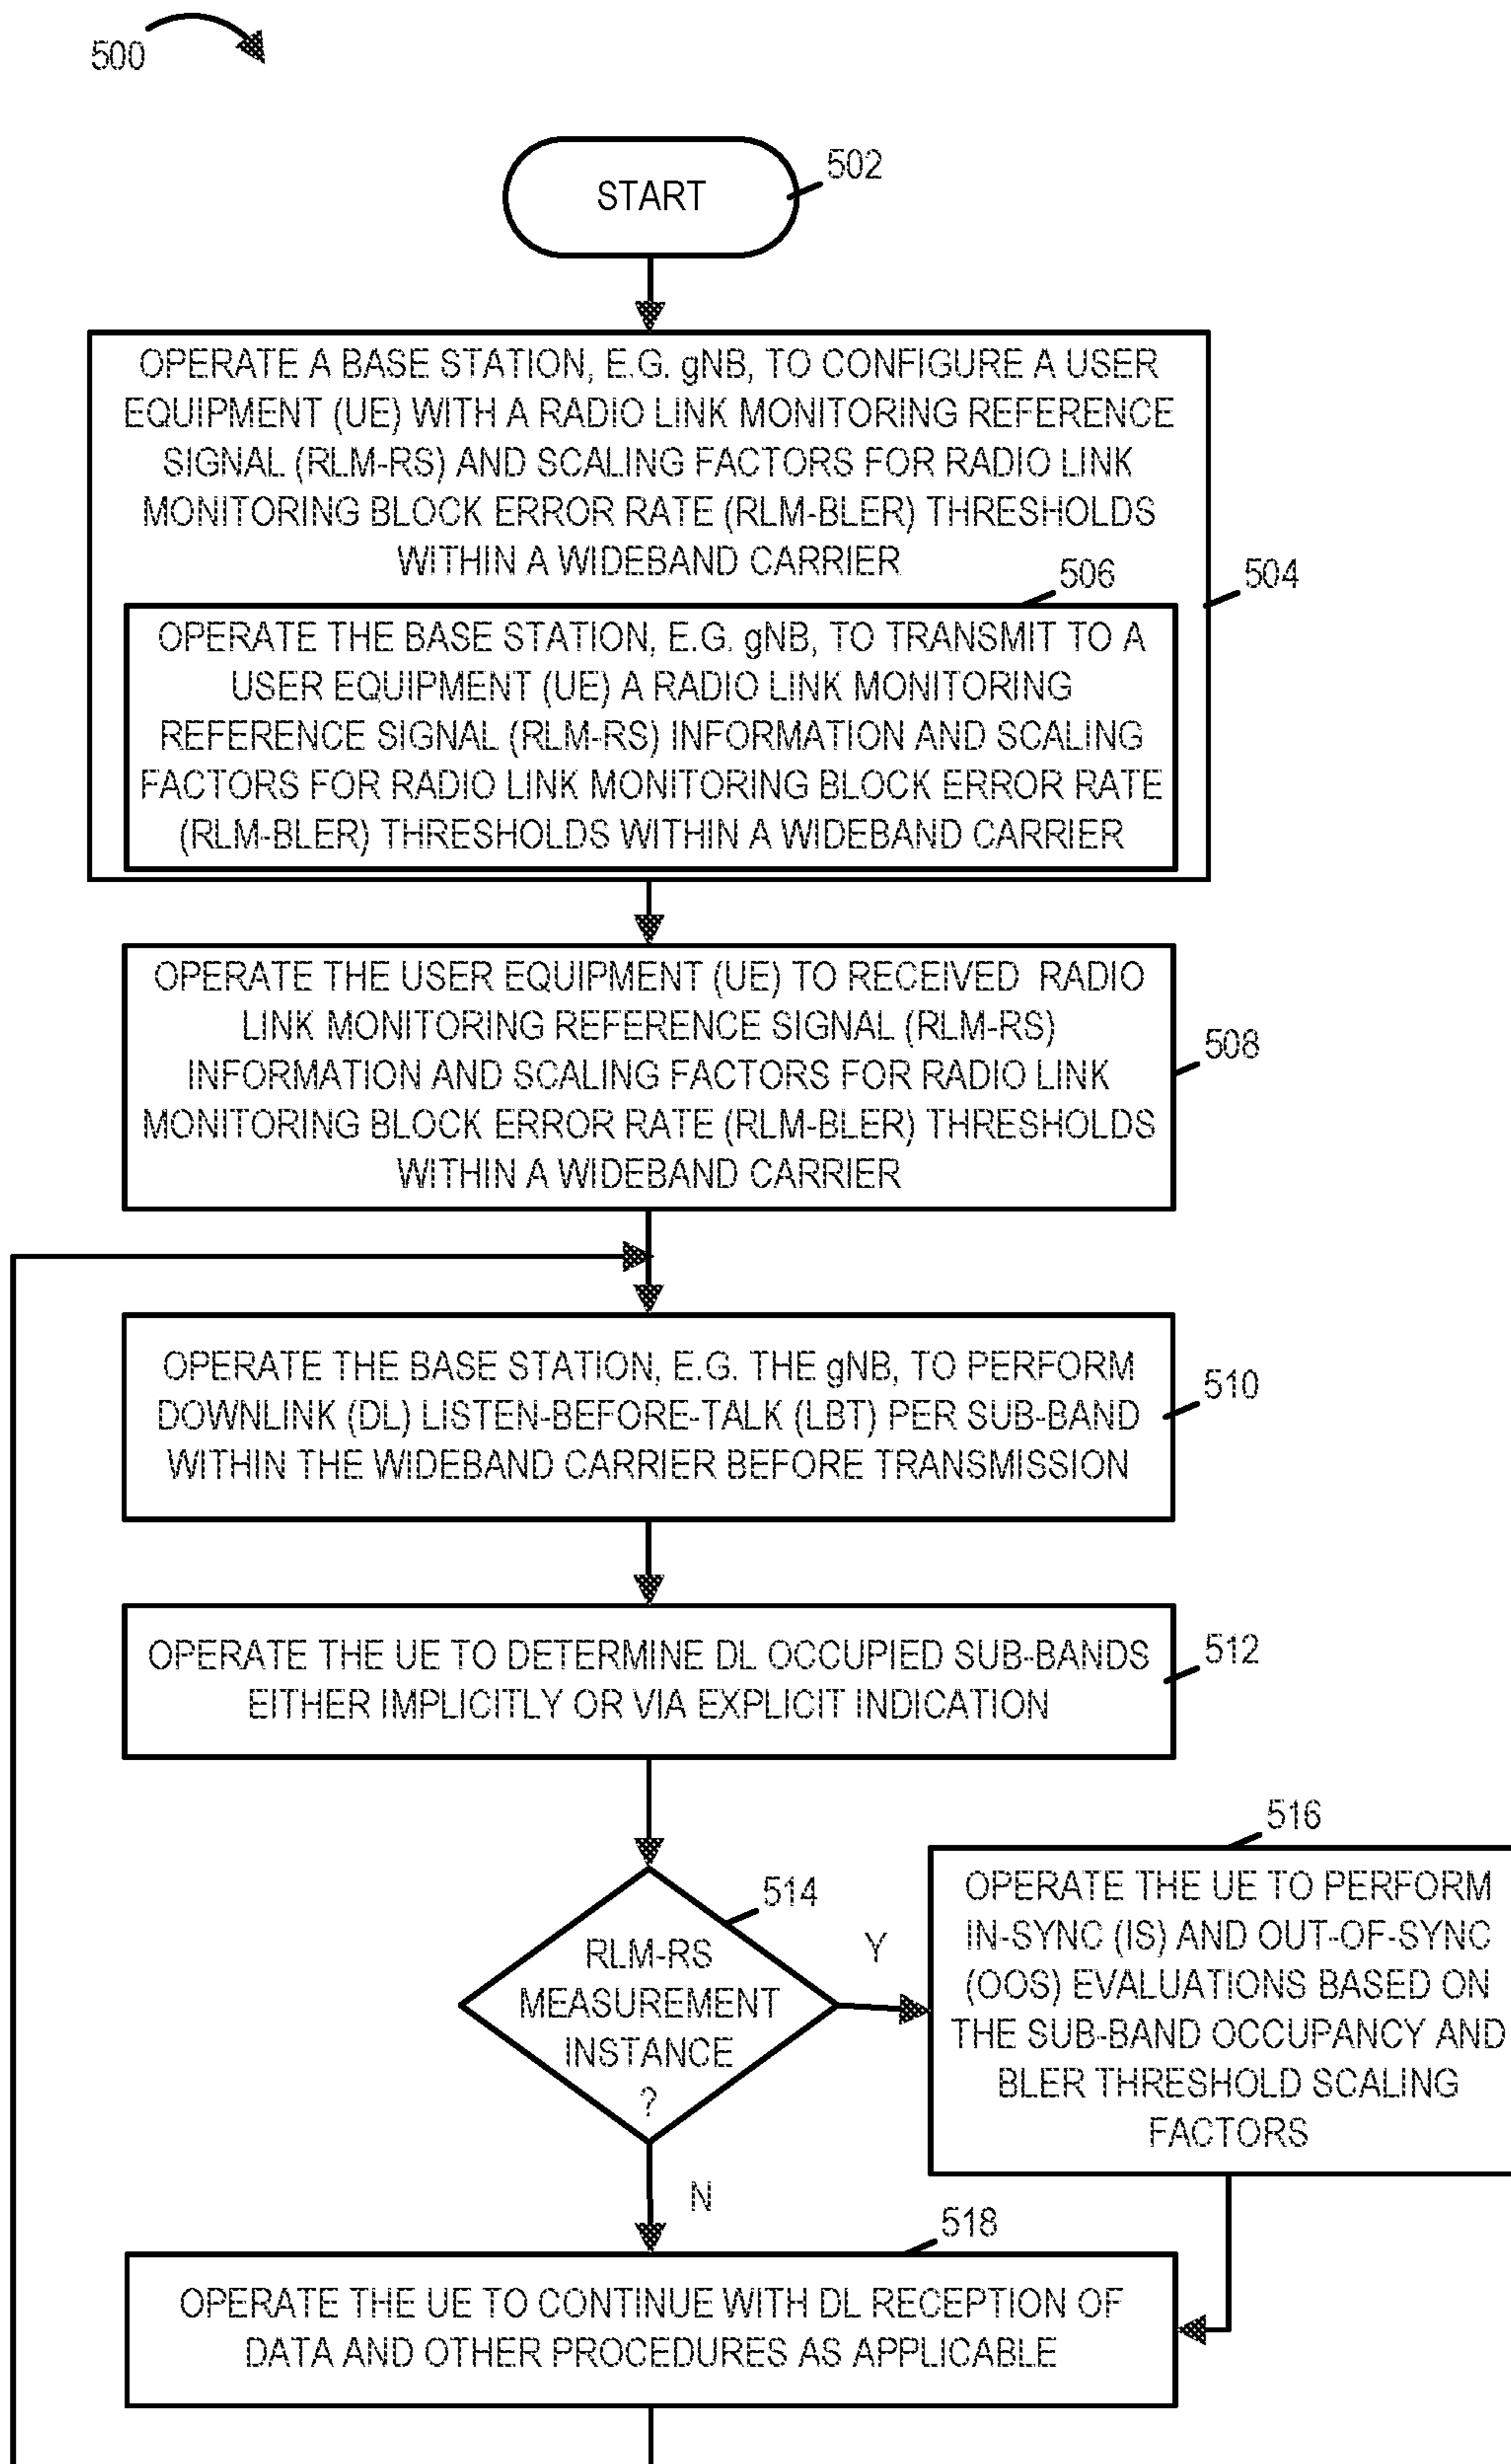 500
START
502
OPERATE A BASE STATION, E.G. gNB, TO CONFIGURE A USER
EQUIPMENT (UE) WITH A RADIO LINK MONITORING REFERENCE
SIGNAL (RLM-RS) AND SCALING FACTORS FOR RADIO LINK
MONITORING BLOCK ERROR RATE (RLM-BLER) THRESHOLDS
WITHIN A WIDEBAND CARRIER
506
504
OPERATE THE BASE STATION, E.G. gNB, TO TRANSMIT TO A
USER EQUIPMENT (UE) A RADIO LINK MONITORING
REFERENCE SIGNAL (RLM-RS) INFORMATION AND SCALING
FACTORS FOR RADIO LINK MONITORING BLOCK ERROR RATE
(RLM-BLER) THRESHOLDS WITHIN A WIDEBAND CARRIER
OPERATE THE USER EQUIPMENT (UE) TO RECEIVED RADIO
LINK MONITORING REFERENCE SIGNAL (RLM-RS)
INFORMATION AND SCALING FACTORS FOR RADIO LINK
MONITORING BLOCK ERROR RATE (RLM-BLER) THRESHOLDS
WITHIN A WIDEBAND CARRIER
508
OPERATE THE BASE STATION, E.G. THE gNB, TO PERFORM
DOWNLINK (DL) LISTEN-BEFORE-TALK (LBT) PER SUB-BAND
WITHIN THE WIDEBAND CARRIER BEFORE TRANSMISSION
510
OPERATE THE UE TO DETERMINE DL OCCUPIED SUB-BANDS
EITHER IMPLICITLY OR VIA EXPLICIT INDICATION
512
514
RLM-RS
MEASUREMENT
INSTANCE
?
Y
N
516
OPERATE THE UE TO PERFORM
IN-SYNC (IS) AND OUT-OF-SYNC
(OOS) EVALUATIONS BASED ON
THE SUB-BAND OCCUPANCY AND
BLER THRESHOLD SCALING
FACTORS
518
OPERATE THE UE TO CONTINUE WITH DL RECEPTION OF
DATA AND OTHER PROCEDURES AS APPLICABLE